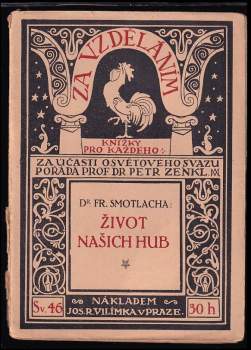 ZA VZDĚLÁNÍM
KNÍŽKY
PRO KAŽDÉHO
ZA ÚČASTI OSVĚTOVÉHO SVAZU
POŘÁDÁ PROF. DR. PETR ZENKL
Dr. FR. SMOTLACHA:
ŽIVOT
NAŠICH HUB
Sv. 46
NÁKLADEM
JOS. R. VILÍMKA V PRAZE.
30 h